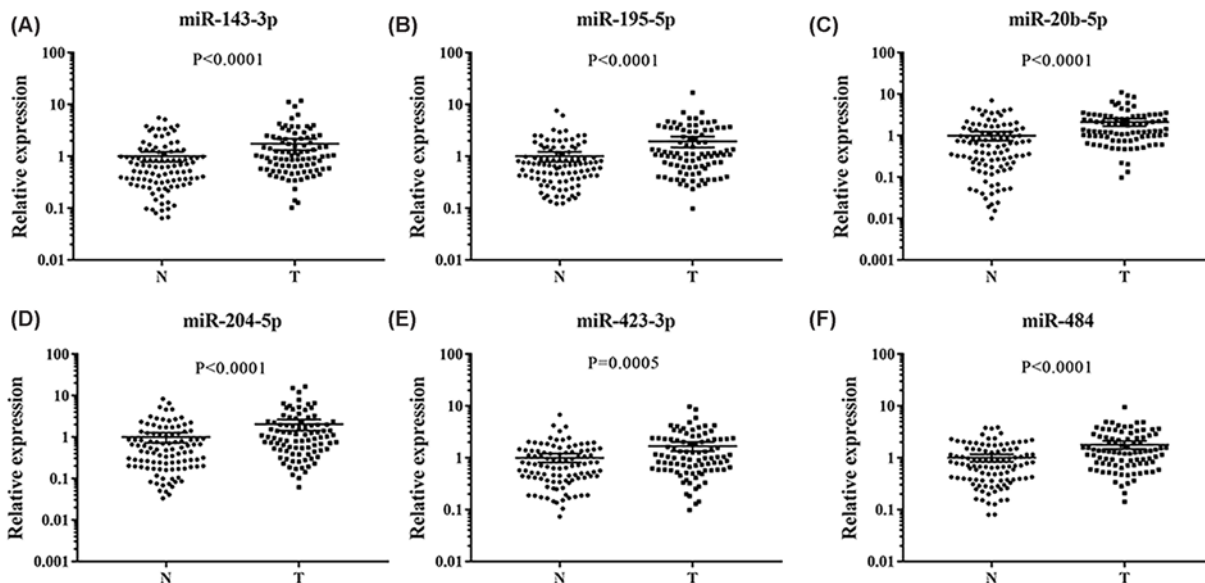 (A)
miR-143-3p
P<0.0001
Relative expression
100
10
1
0.1
0.01
N
T
(B)
miR-195-5p
P<0.0001
Relative expression
100
10
1
0.1
0.01
N
T
(C)
miR-20b-5p
P<0.0001
Relative expression
100
10
1
0.1
0.01
0.001
N
T
(D)
miR-204-5p
P<0.0001
Relative expression
100
10
1
0.1
0.01
0.001
N
T
(E)
miR-423-3p
P=0.0005
Relative expression
100
10
1
0.1
0.01
N
T
(F)
miR-484
P<0.0001
Relative expression
100
10
1
0.1
0.01
N
T